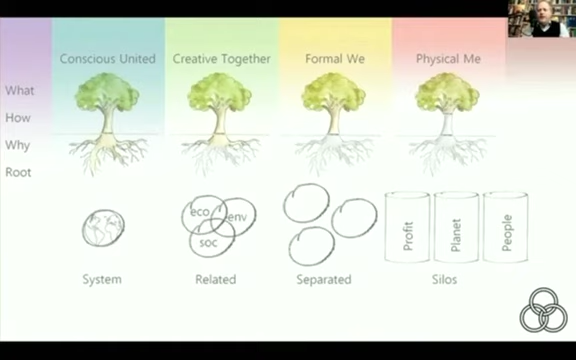 Conscious United
Creative Together
Formal We
Physical Me
What
How
Why
Root
eco
env
soc
Profit
Planet
People
System
Related
Separated
Silos